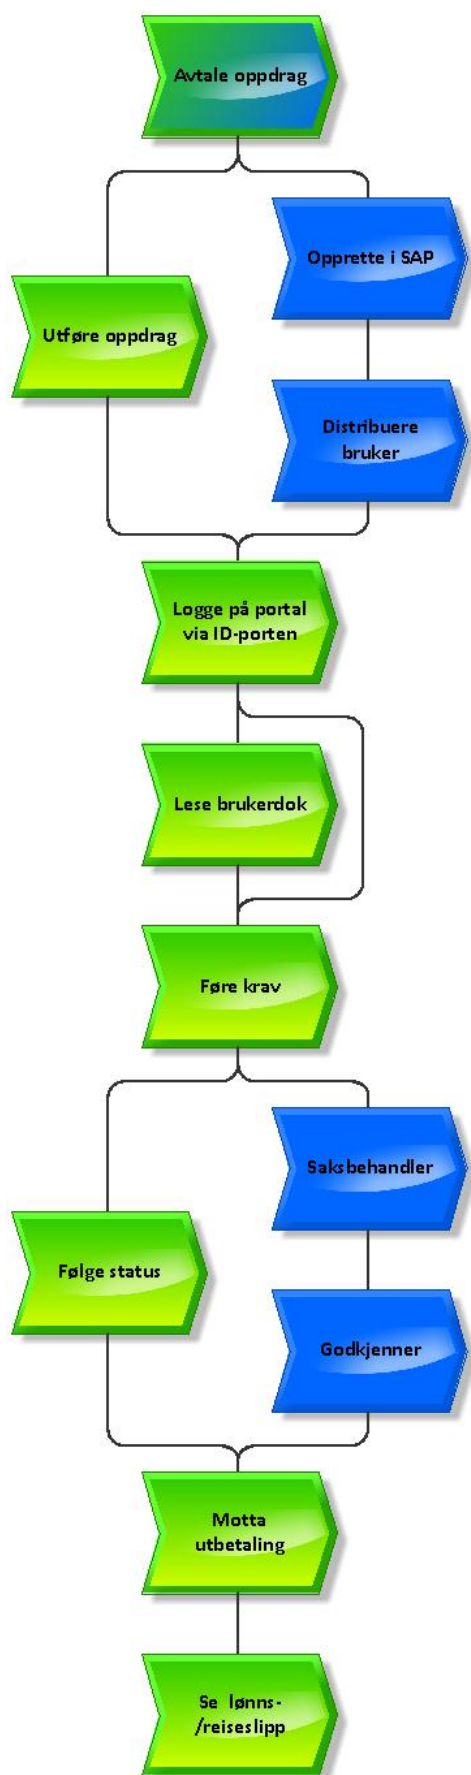 Avtale oppdrag
Opprette i SAP
Utføre oppdrag
Distribuere
bruker
Logge på portal
via ID-porten
Lese brukerdok
Føre krav
Saksbehandler
Følge status
Godkjenner
Motta
utbetaling
Se lønns-
/reiseslipp